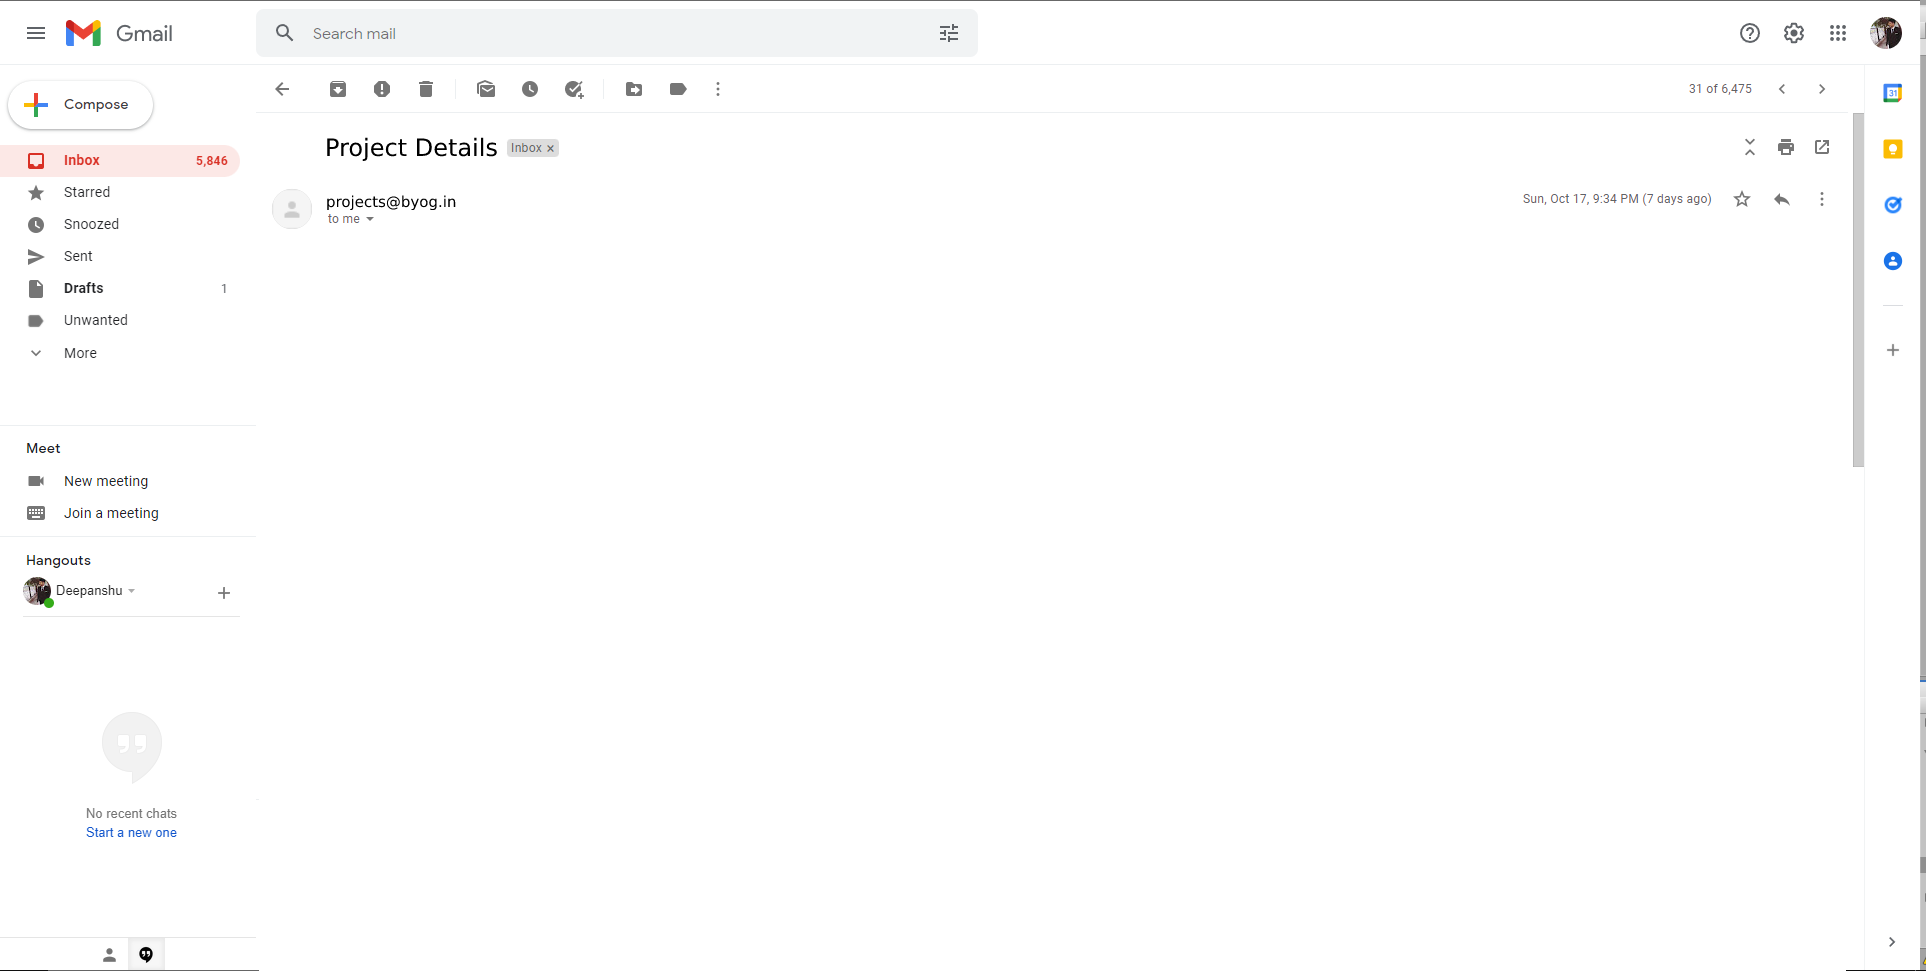 Gmail
Search mail
Compose
31 of 6,475
Inbox 5,846
Starred
Snoozed
Sent
Drafts 1
Unwanted
More
Project Details Inbox x
projects@byog.in
to me
Sun, Oct 17, 9:34 PM (7 days ago)
31
Meet
New meeting
Join a meeting
Hangouts
Deepanshu
No recent chats
Start a new one